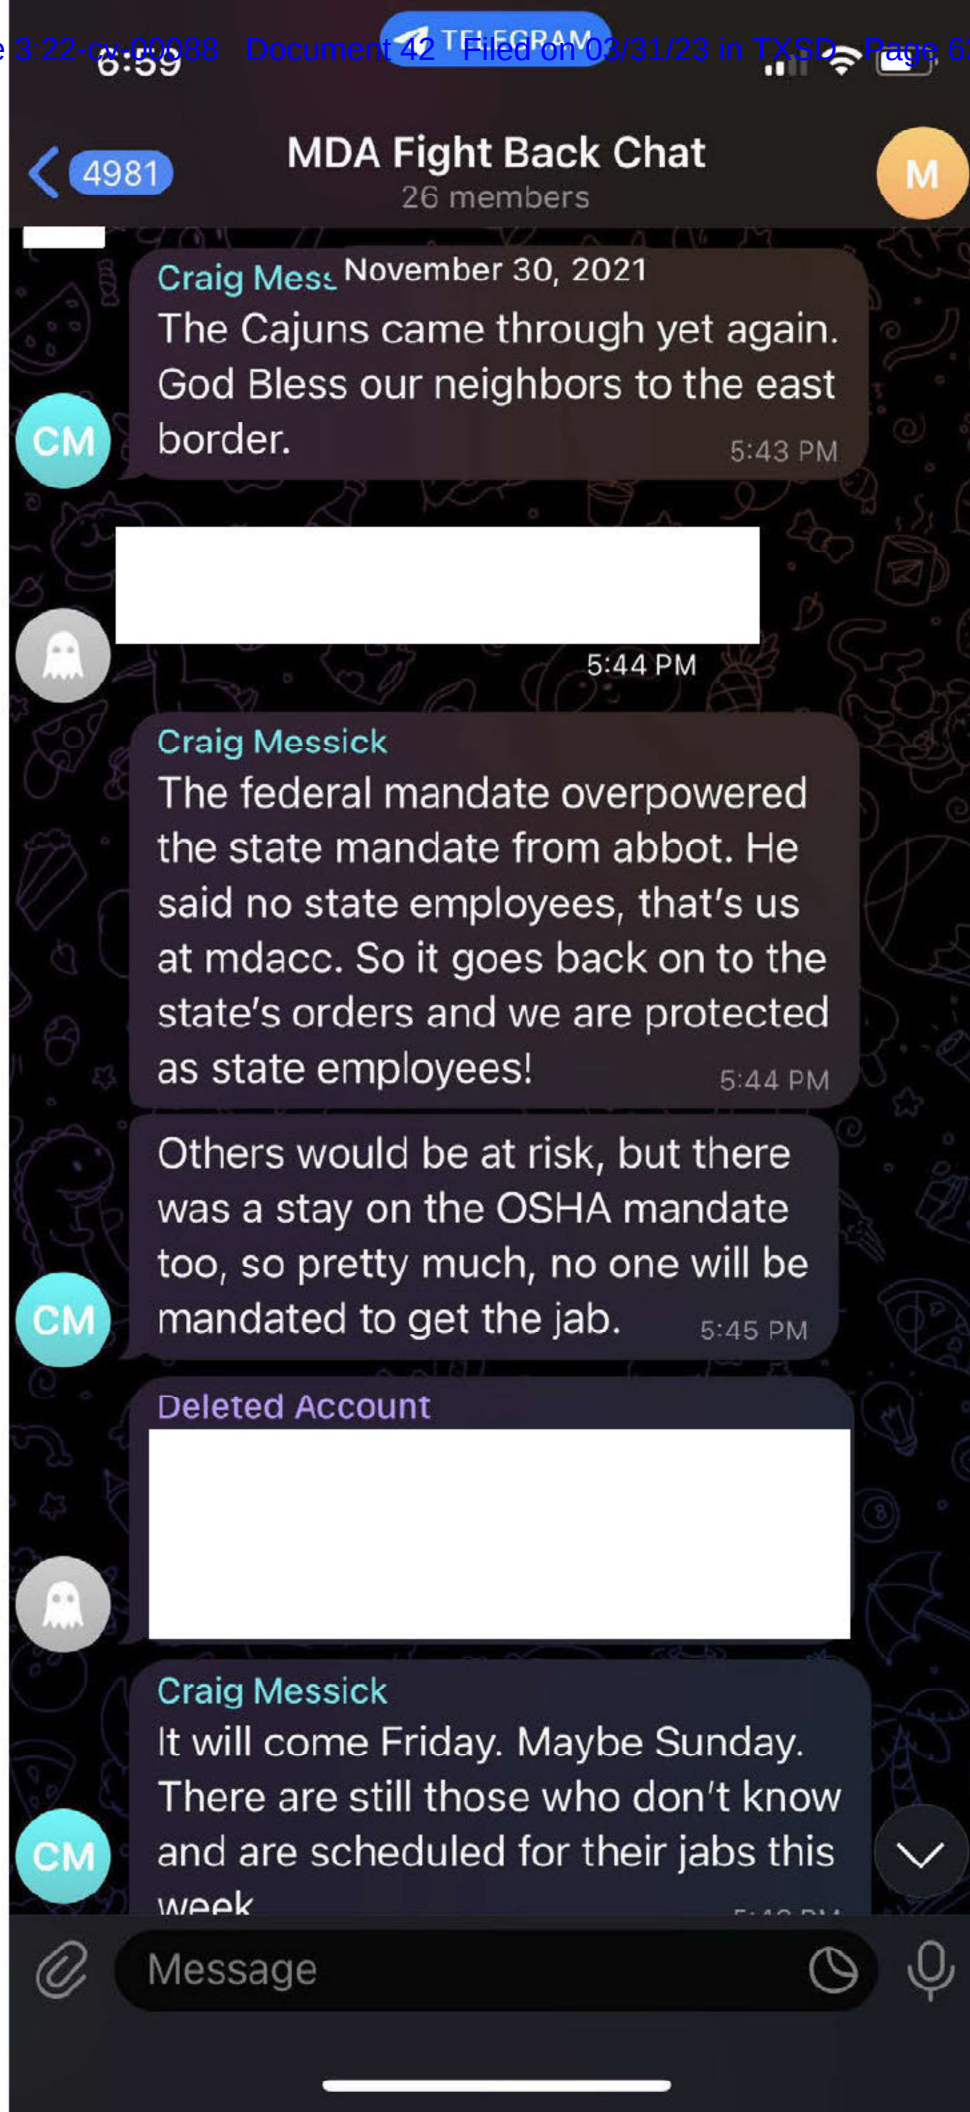 3:22-cv-00088 Document 42 Filed on 03/31/23 in TXSD Page
6:59
TELEGRAM
4981
MDA Fight Back Chat
26 members
M
Craig Mess
November 30, 2021
The Cajuns came through yet again.
God Bless our neighbors to the east
border.
5:43 PM
CM
5:44 PM
Craig Messick
The federal mandate overpowered
the state mandate from abbot. He
said no state employees, that's us
at mdacc. So it goes back on to the
state's orders and we are protected
as state employees!
5:44 PM
Others would be at risk, but there
was a stay on the OSHA mandate
too, so pretty much, no one will be
mandated to get the jab.
5:45 PM
CM
Deleted Account
Craig Messick
It will come Friday. Maybe Sunday.
There are still those who don't know
and are scheduled for their jabs this
week
CM
Message